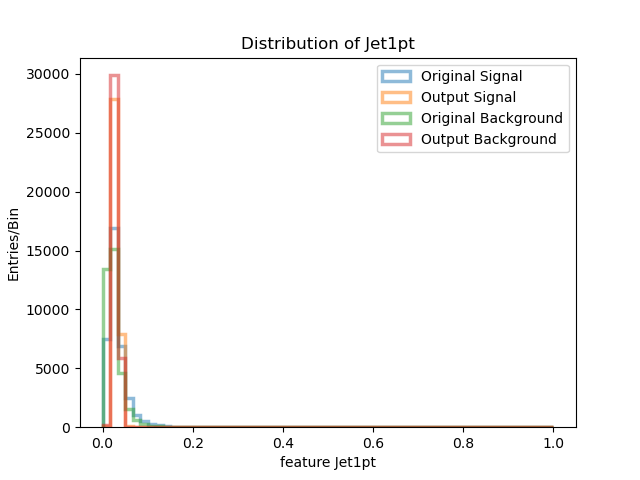 Distribution of Jet1pt
Original Signal
Output Signal
Original Background
Output Background
Entries/Bin
30000
25000
20000
15000
10000
5000
0
0.0 0.2 0.4 0.6 0.8 1.0
feature Jet1pt